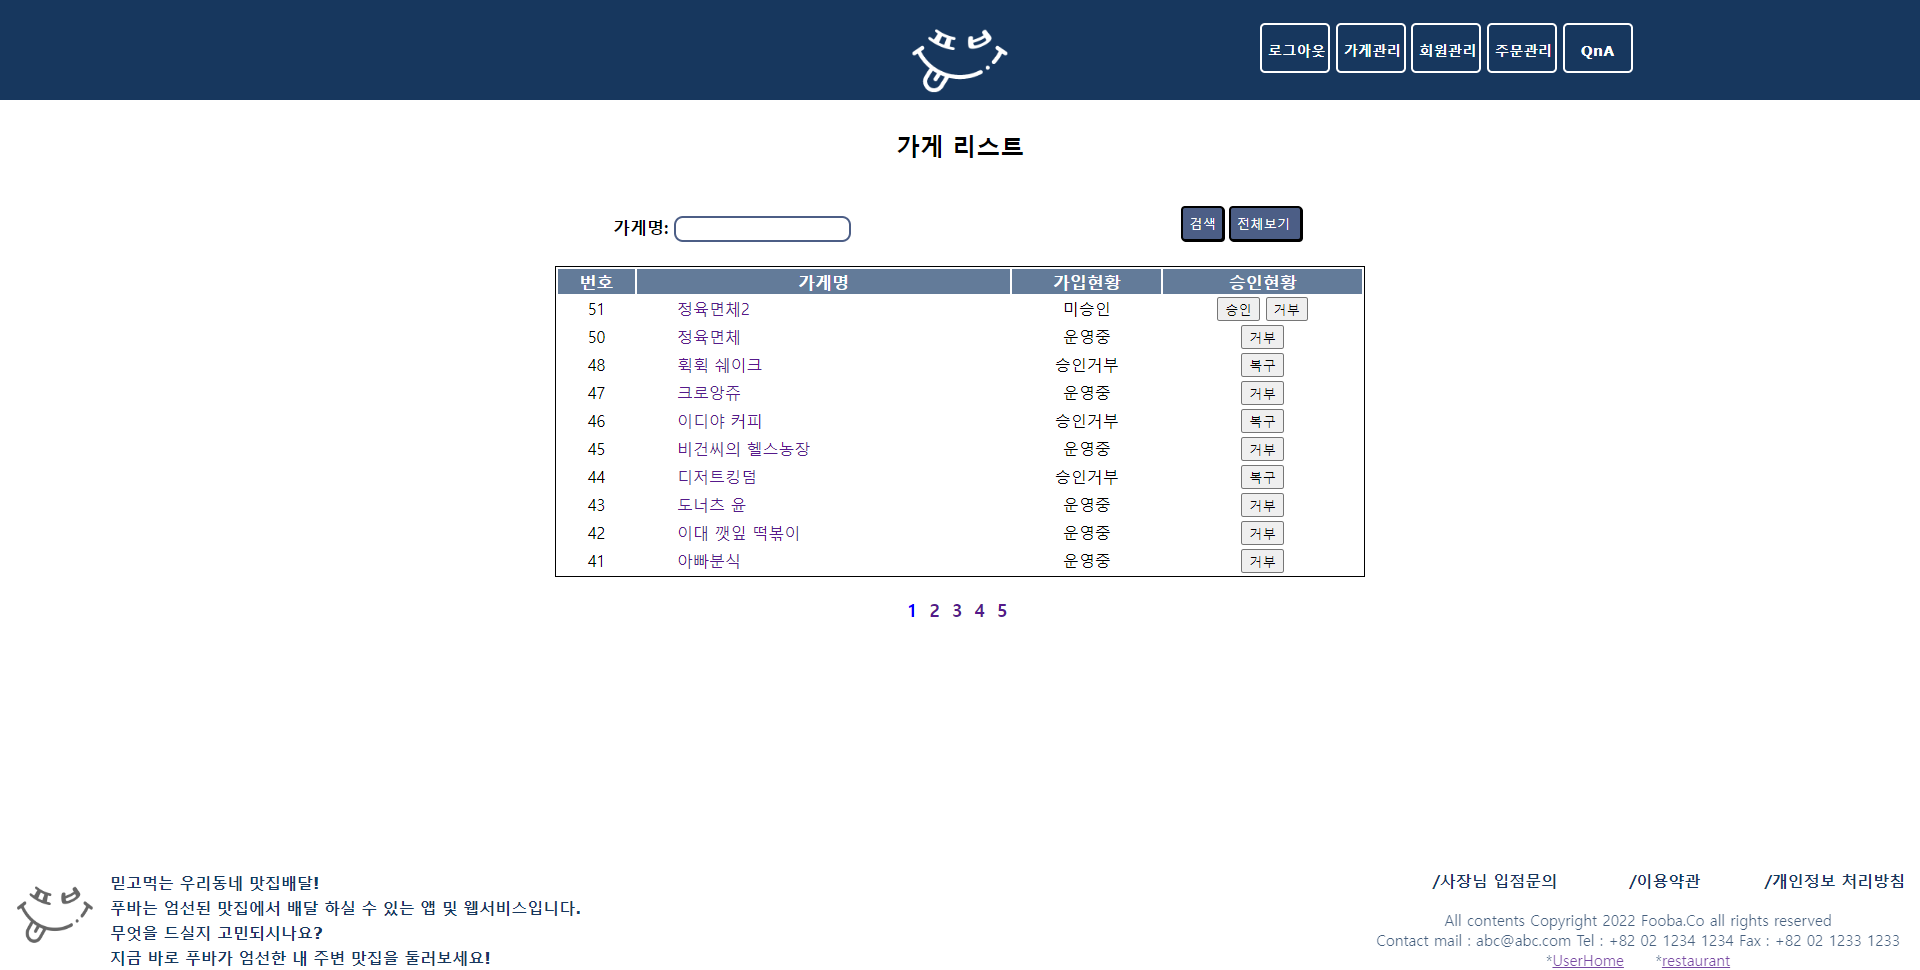 푸바
로그아웃 가게관리 회원관리 주문관리 QnA
가게 리스트
가게명: 검색 전체보기
번호 가게명 가입현황 승인현황
51 정육면체2 미승인 승인 거부
50 정육면체 운영중 거부
48 휙휙 쉐이크 승인거부 복구
47 크로앙쥬 운영중 거부
46 이디야 커피 승인거부 복구
45 비건씨의 헬스농장 운영중 거부
44 디저트킹덤 승인거부 복구
43 도너츠 윤 운영중 거부
42 이대 깻잎 떡볶이 운영중 거부
41 아빠분식 운영중 거부
1 2 3 4 5
푸바
믿고먹는 우리동네 맛집배달!
푸바는 엄선된 맛집에서 배달 하실 수 있는 앱 및 웹서비스입니다.
무엇을 드실지 고민되시나요?
지금 바로 푸바가 엄선한 내 주변 맛집을 둘러보세요!
/사장님 입점문의 /이용약관 /개인정보 처리방침
All contents Copyright 2022 Fooba.Co all rights reserved
Contact mail : abc@abc.com Tel : +82 02 1234 1234 Fax : +82 02 1233 1233
*UserHome *restaurant